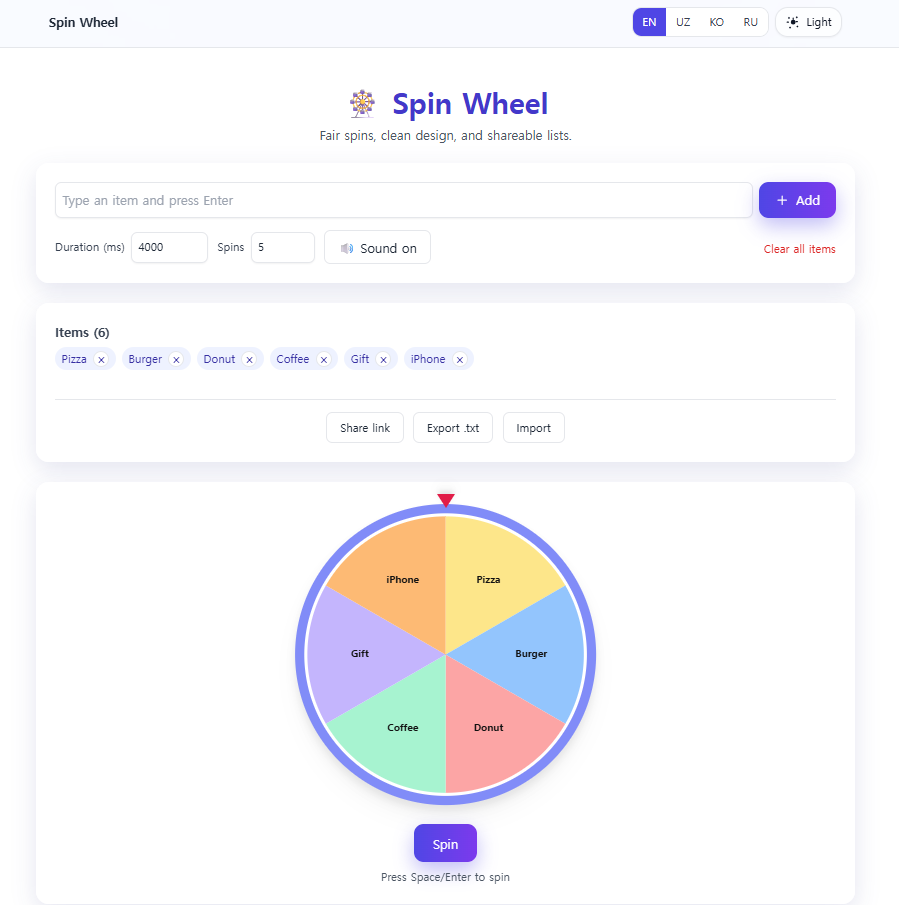 Spin Wheel
EN UZ KO RU Light
Spin Wheel
Fair spins, clean design, and shareable lists.
Type an item and press Enter
+ Add
Duration (ms) 4000 Spins 5 Sound on
Clear all items
Items (6)
Pizza × Burger × Donut × Coffee × Gift × iPhone ×
Share link Export .txt Import
iPhone Pizza
Gift Burger
Coffee Donut
Spin
Press Space/Enter to spin